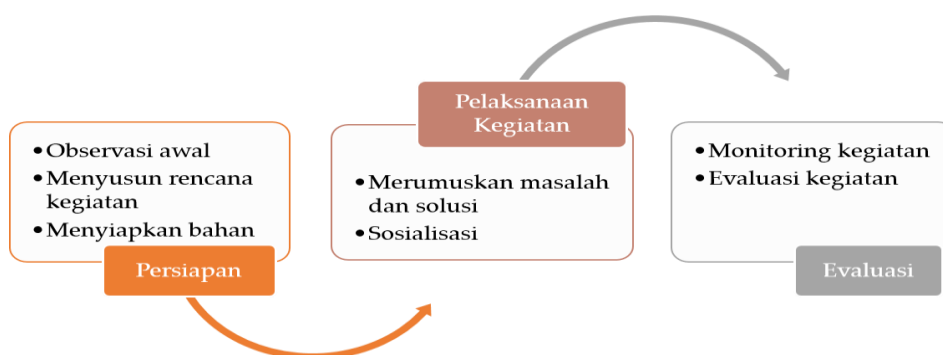 • Observasi awal
• Menyusun rencana
kegiatan
• Menyiapkan bahan
Persiapan
Pelaksanaan
Kegiatan
• Merumuskan masalah
dan solusi
• Sosialisasi
• Monitoring kegiatan
• Evaluasi kegiatan
Evaluasi